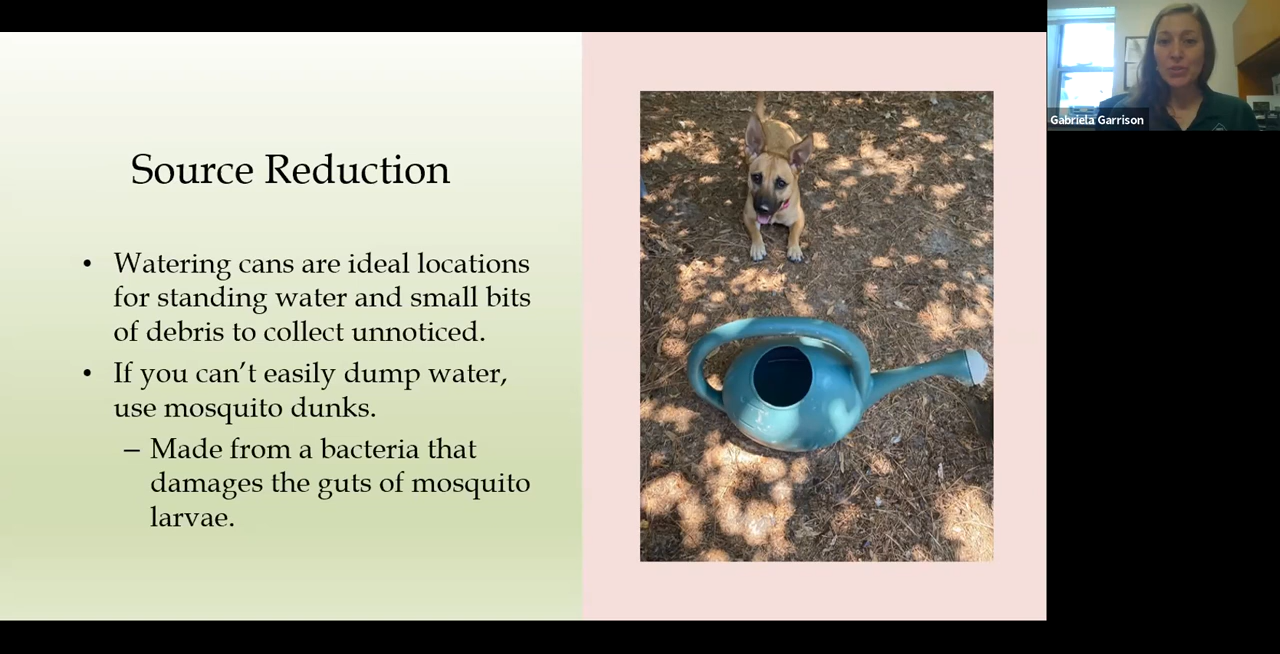 Source Reduction
• Watering cans are ideal locations
for standing water and small bits
of debris to collect unnoticed.
• If you can’t easily dump water,
use mosquito dunks.
– Made from a bacteria that
damages the guts of mosquito
larvae.
Gabriela Garrison